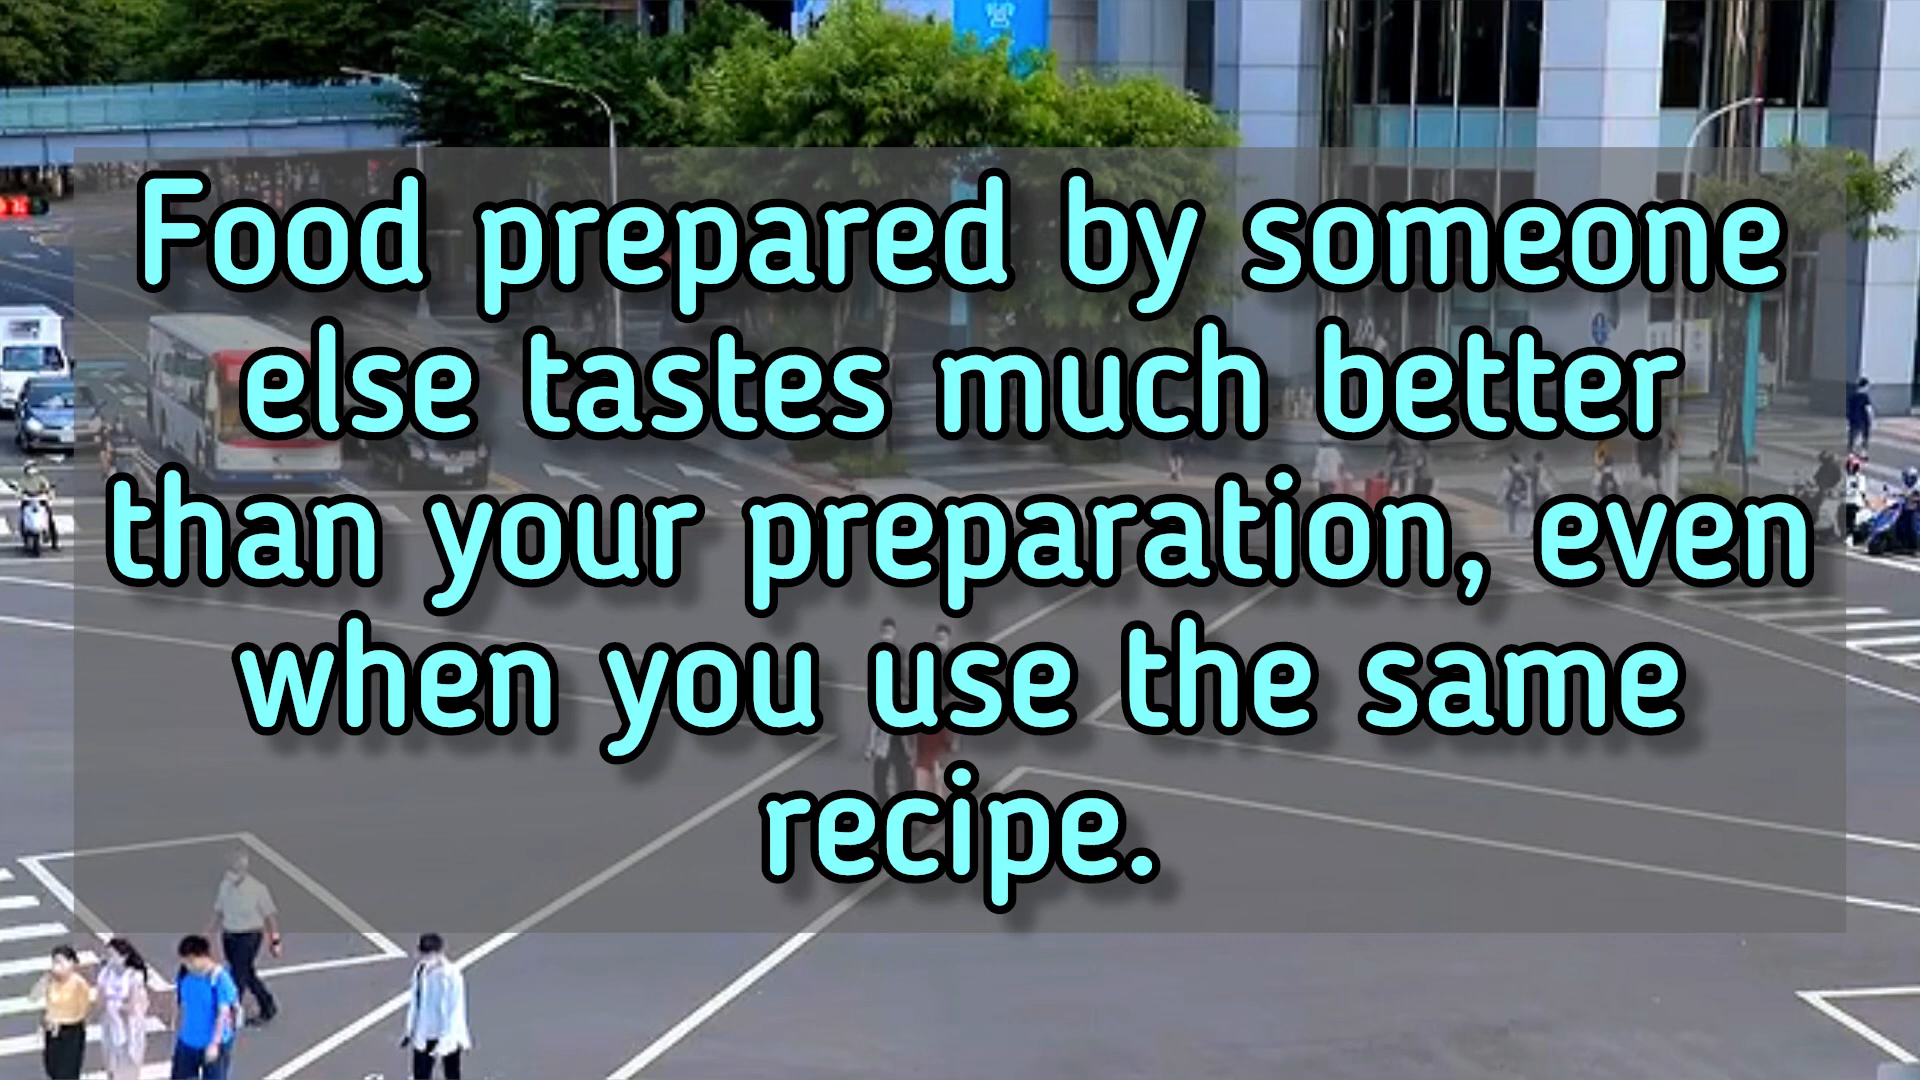 Food prepared by someone
else tastes much better
than your preparation, even
when you use the same
recipe.